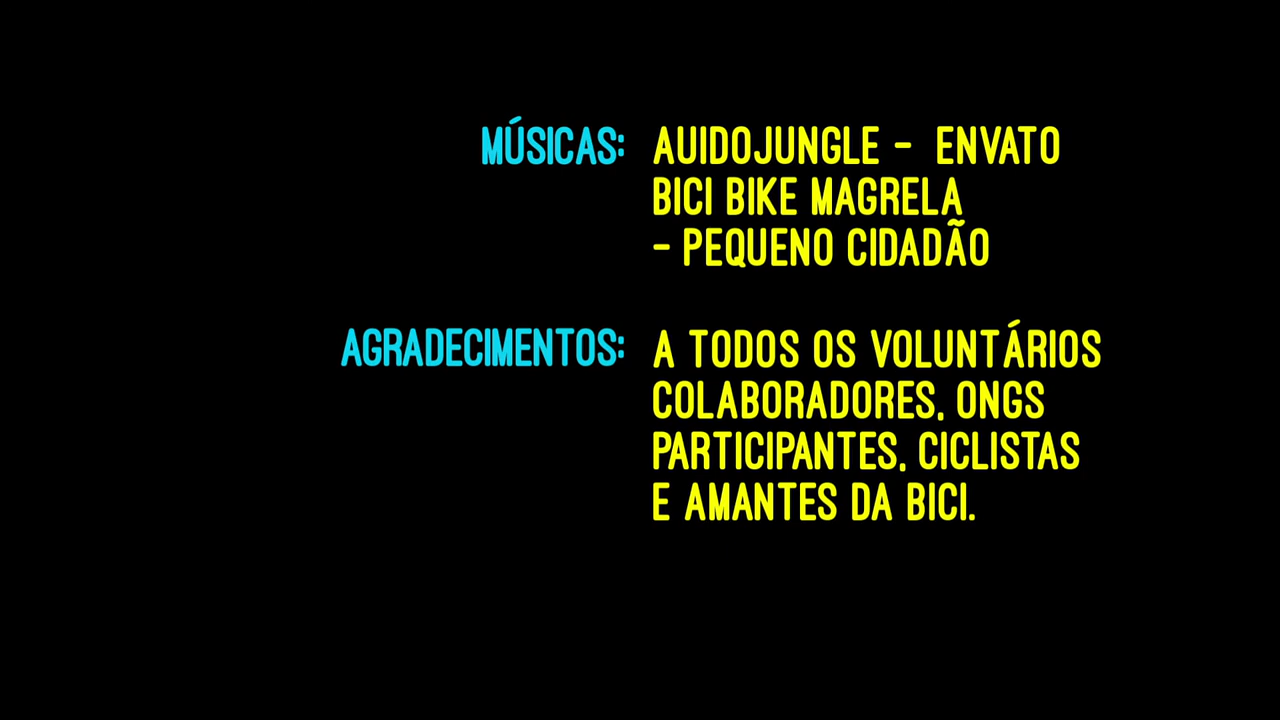 MÚSICAS: AUIDOJUNGLE - ENVATO
BICI BIKE MAGRELA
- PEQUENO CIDADÃO
AGRADECIMENTOS: A TODOS OS VOLUNTÁRIOS
COLABORADORES, ONGS
PARTICIPANTES, CICLISTAS
E AMANTES DA BICI.